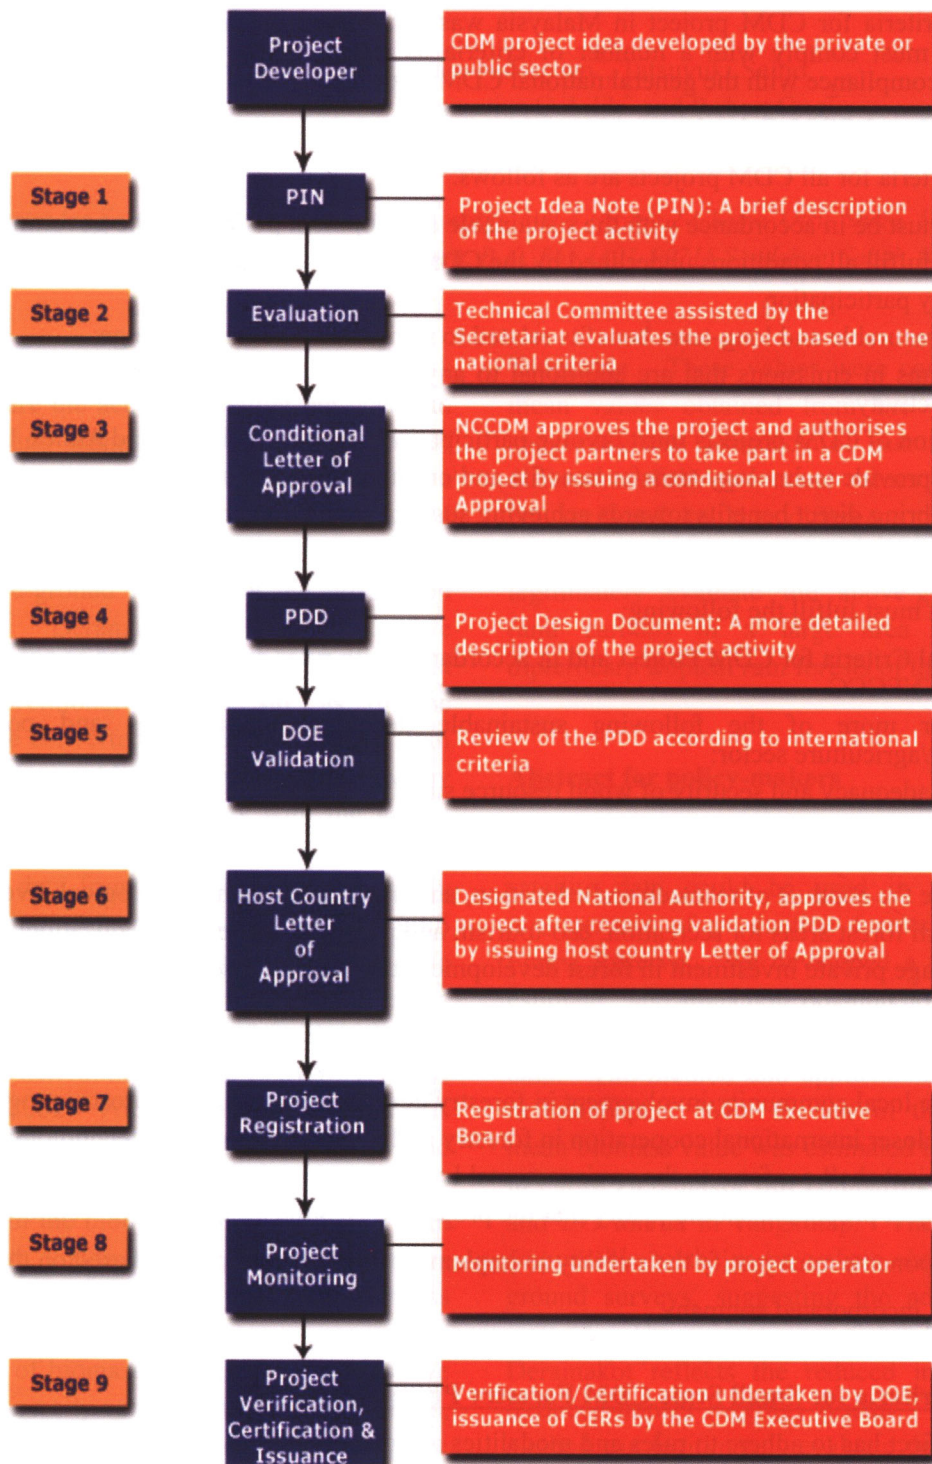 Project
Developer
CDM project idea developed by the private or
public sector
Stage 1
PIN
Project Idea Note (PIN): A brief description
of the project activity
Stage 2
Evaluation
Technical Committee assisted by the
Secretariat evaluates the project based on the
national criteria
Stage 3
Conditional
Letter of
Approval
NCCDM approves the project and authorises
the project partners to take part in a CDM
project by issuing a conditional Letter of
Approval
Stage 4
PDD
Project Design Document: A more detailed
description of the project activity
Stage 5
DOE
Validation
Review of the PDD according to international
criteria
Stage 6
Host Country
Letter
of
Approval
Designated National Authority, approves the
project after receiving validation PDD report
by issuing host country Letter of Approval
Stage 7
Project
Registration
Registration of project at CDM Executive
Board
Stage 8
Project
Monitoring
Monitoring undertaken by project operator
Stage 9
Project
Verification,
Certification &
Issuance
Verification/Certification undertaken by DOE,
issuance of CERs by the CDM Executive Board